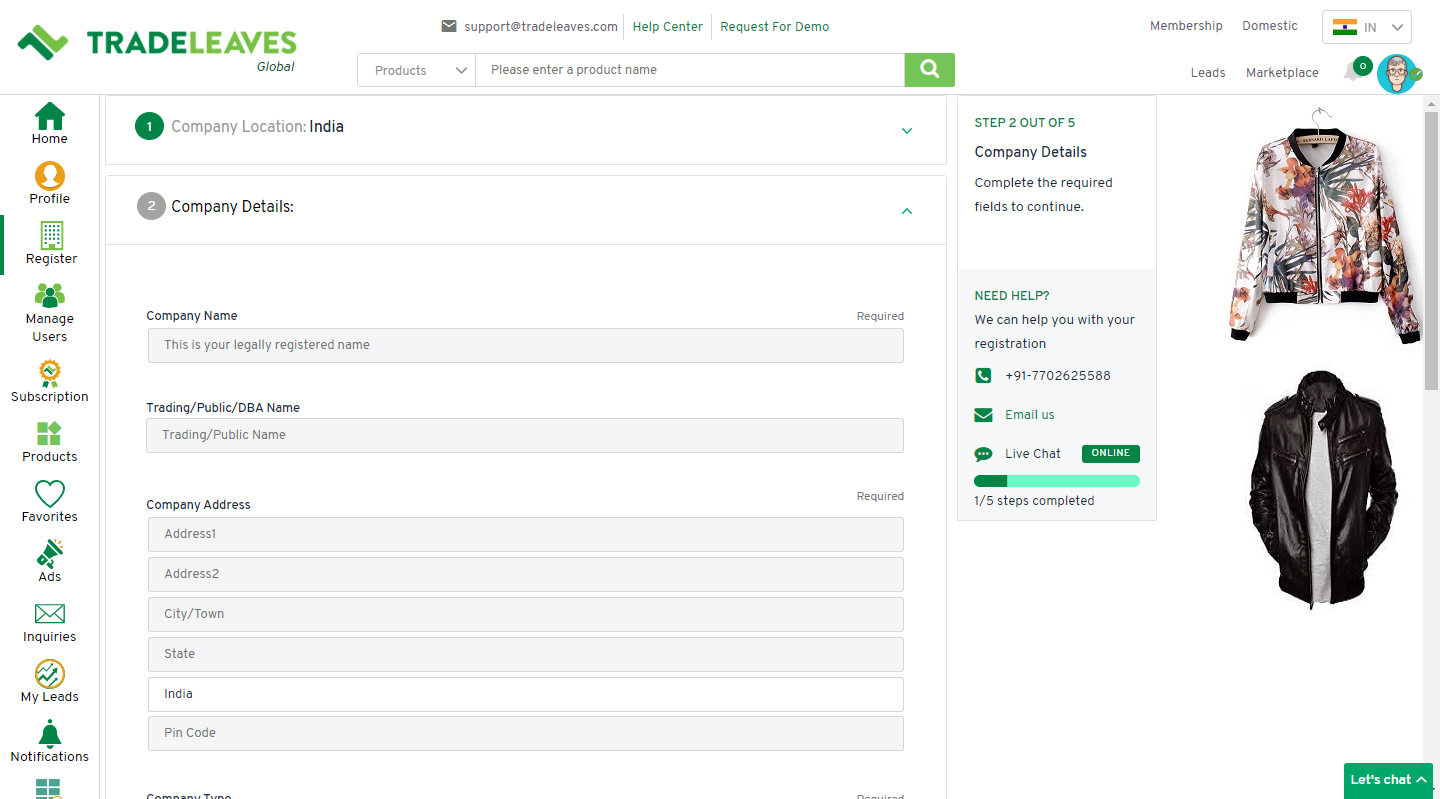 support@tradeleaves.com
Help Center
Request For Demo
Membership
Domestic
IN
TRADELEAVES
Global
Products
Please enter a product name
Leads
Marketplace
0
Home
Profile
Register
Manage
Users
Subscription
Products
Favorites
Ads
Inquiries
My Leads
Notifications
1
Company Location: India
2
Company Details:
Company Name
Required
This is your legally registered name
Trading/Public/DBA Name
Trading/Public Name
Company Address
Required
Address1
Address2
City/Town
State
India
Pin Code
Company Type
Required
STEP 2 OUT OF 5
Company Details
Complete the required
fields to continue.
NEED HELP?
We can help you with your
registration
+91-7702625588
Email us
Live Chat
ONLINE
1/5 steps completed
Let's chat